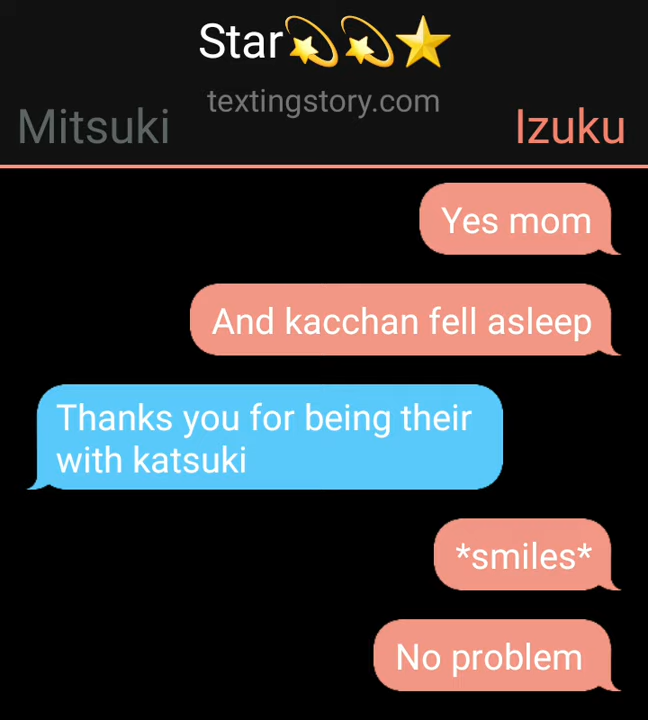 Star💫💫⭐
textingstory.com
Mitsuki
Izuku
Yes mom
And kacchan fell asleep
Thanks you for being their
with katsuki
*smiles*
No problem